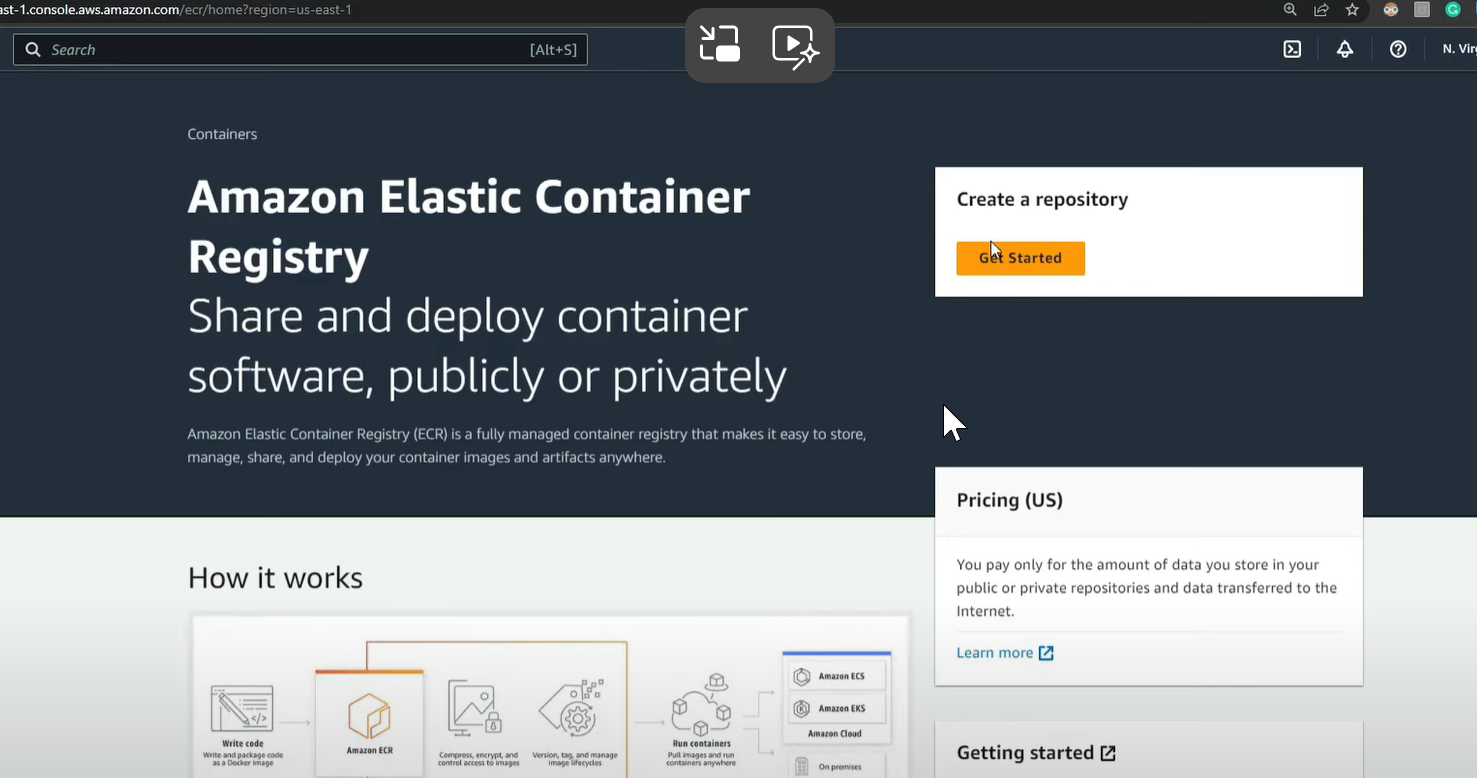 ast-1.console.aws.amazon.com/ecr/home?region=us-east-1
Search
[Alt+S]
N. Vir
Containers
Amazon Elastic Container
Registry
Share and deploy container
software, publicly or privately
Amazon Elastic Container Registry (ECR) is a fully managed container registry that makes it easy to store,
manage, share, and deploy your container images and artifacts anywhere.
Create a repository
Get Started
Pricing (US)
You pay only for the amount of data you store in your
public or private repositories and data transferred to the
Internet.
Learn more
Getting started
How it works
Write code
Write and package code
as a Docker image
Amazon ECR
Compress, encrypt, and
control access to images
Version, tag, and manage
image lifecycles
Run containers
Pull images and run
containers anywhere
Amazon ECS
Amazon EKS
Amazon Cloud
On premises